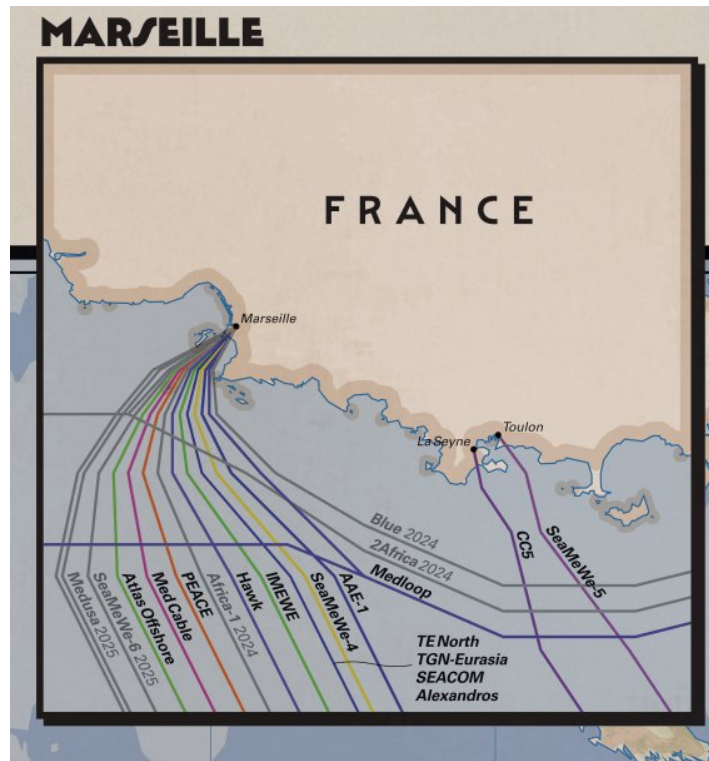 MARSEILLE
FRANCE
Marseille
Toulon
La Seyne
Blue 2024
2Africa 2024
Medloop
CC5
SeaMeWe-5
Medusa 2025
SeaMeWe-6 2025
Atlas Offshore
Med Cable
PEACE
Africa-1 2024
Hawk
IMEWE
SeaMeWe-4
AAE-1
TE North
TGN-Eurasia
SEACOM
Alexandros